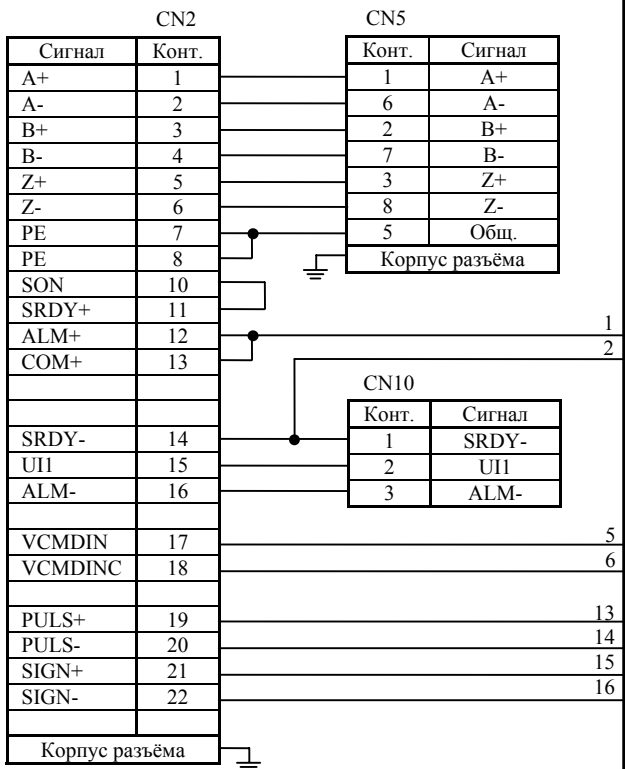 CN2 CN5
Сигнал Конт. Конт. Сигнал
A+ 1 1 A+
A- 2 6 A-
B+ 3 2 B+
B- 4 7 B-
Z+ 5 3 Z+
Z- 6 8 Z-
PE 7 5 Общ.
PE 8 Корпус разъёма
SON 10
SRDY+ 11
ALM+ 12 1
COM+ 13 2
CN10
Конт. Сигнал
SRDY- 14 1 SRDY-
UI1 15 2 UI1
ALM- 16 3 ALM-
VCMDIN 17 5
VCMDINC 18 6
PULS+ 19 13
PULS- 20 14
SIGN+ 21 15
SIGN- 22 16
Корпус разъёма